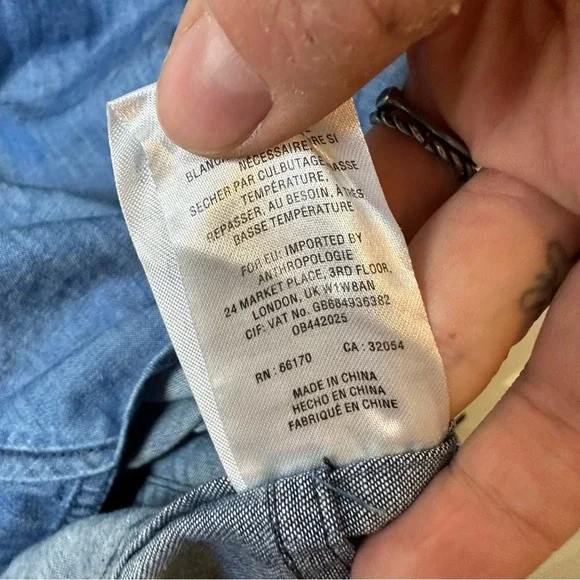 NÉCESSAIRE SI
SÉCHER PAR CULBUTAGE, BASSE
TEMPÉRATURE,
REPASSER, AU BESOIN, À TRÈS
BASSE TEMPÉRATURE
FOR EU: IMPORTED BY
ANTHROPOLOGIE
24 MARKET PLACE, 3RD FLOOR,
LONDON, UK W1W8AN
CIF: VAT No. GB684936382
OB442025
RN : 66170 CA : 32054
MADE IN CHINA
HECHO EN CHINA
FABRIQUÉ EN CHINE